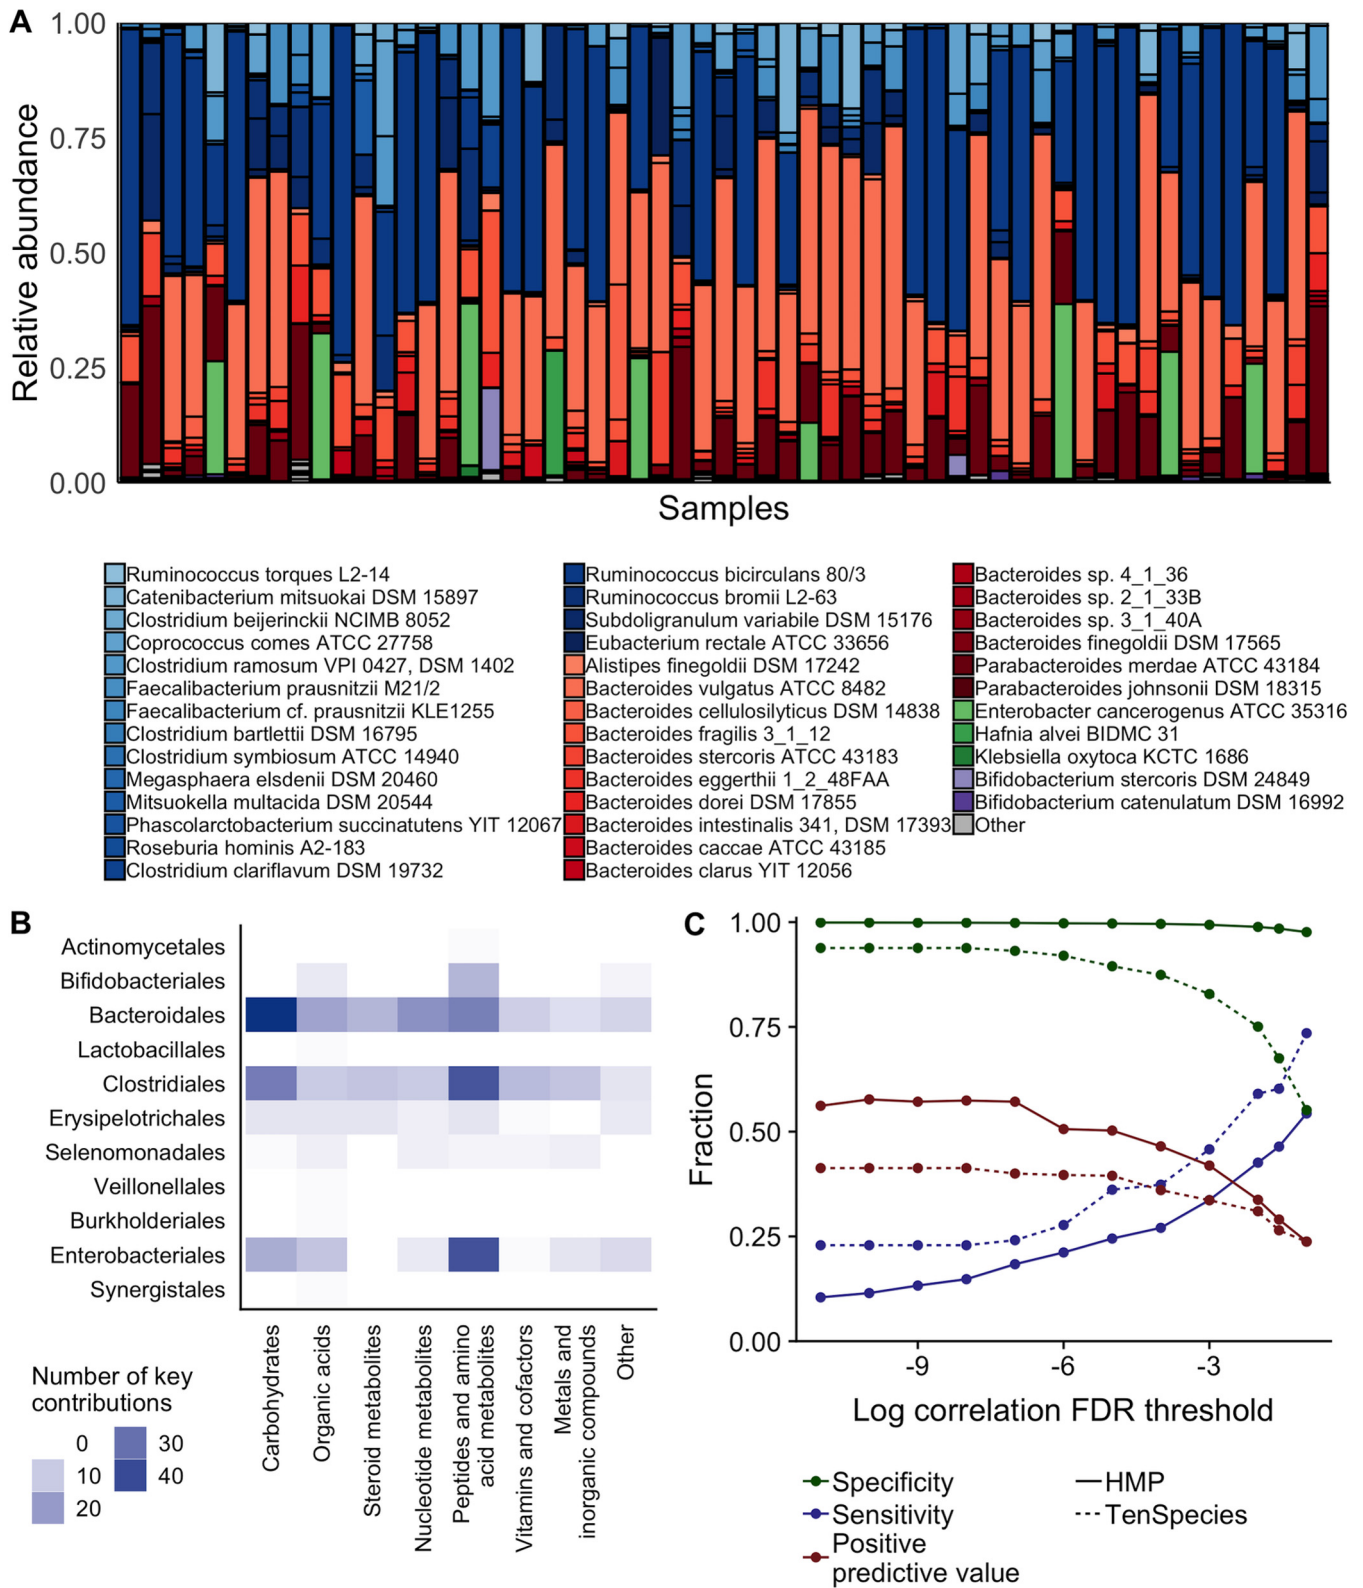 A
1.00
0.75
0.50
0.25
0.00
Relative abundance
Samples
Ruminococcus torques L2-14
Catenibacterium mitsuokai DSM 15897
Clostridium beijerinckii NCIMB 8052
Coprococcus comes ATCC 27758
Clostridium ramosum VPI 0427, DSM 1402
Faecalibacterium prausnitzii M21/2
Faecalibacterium cf. prausnitzii KLE1255
Clostridium bartlettii DSM 16795
Clostridium symbiosum ATCC 14940
Megasphaera elsdenii DSM 20460
Mitsuokella multacida DSM 20544
Phascolarctobacterium succinatutens YIT 12067
Roseburia hominis A2-183
Clostridium clariflavum DSM 19732
Ruminococcus bicirculans 80/3
Ruminococcus bromii L2-63
Subdoligranulum variabile DSM 15176
Eubacterium rectale ATCC 33656
Alistipes finegoldii DSM 17242
Bacteroides vulgatus ATCC 8482
Bacteroides cellulosilyticus DSM 14838
Bacteroides fragilis 3_1_12
Bacteroides stercoris ATCC 43183
Bacteroides eggerthii 1_2_48FAA
Bacteroides dorei DSM 17855
Bacteroides intestinalis 341, DSM 17393
Bacteroides caccae ATCC 43185
Bacteroides clarus YIT 12056
Bacteroides sp. 4_1_36
Bacteroides sp. 2_1_33B
Bacteroides sp. 3_1_40A
Bacteroides finegoldii DSM 17565
Parabacteroides merdae ATCC 43184
Parabacteroides johnsonii DSM 18315
Enterobacter cancerogenus ATCC 35316
Hafnia alvei BIDMC 31
Klebsiella oxytoca KCTC 1686
Bifidobacterium stercoris DSM 24849
Bifidobacterium catenulatum DSM 16992
Other
B
Actinomycetales
Bifidobacteriales
Bacteroidales
Lactobacillales
Clostridiales
Erysipelotrichales
Selenomonadales
Veillonellales
Burkholderiales
Enterobacteriales
Synergistales
Carbohydrates
Organic acids
Steroid metabolites
Nucleotide metabolites
Peptides and amino
acid metabolites
Vitamins and cofactors
Metals and
inorganic compounds
Other
Number of key
contributions
0
10
20
30
40
C
1.00
0.75
0.50
0.25
0.00
Fraction
-9
-6
-3
Log correlation FDR threshold
Specificity
Sensitivity
Positive
predictive value
HMP
TenSpecies